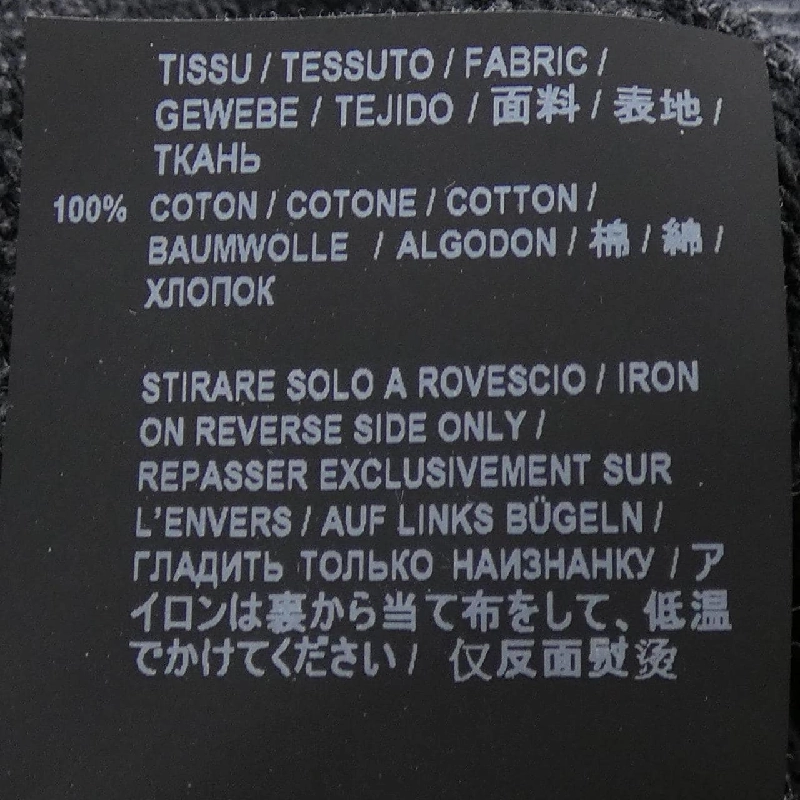 TISSU / TESSUTO / FABRIC /
GEWEBE / TEJIDO / 面料 / 表地 /
ТКАНЬ
100% COTON / COTONE / COTTON /
BAUMWOLLE / ALGODON / 棉 / 綿 /
ХЛОПОК
STIRARE SOLO A ROVESCIO / IRON
ON REVERSE SIDE ONLY /
REPASSER EXCLUSIVEMENT SUR
L'ENVERS / AUF LINKS BÜGELN /
ГЛАДИТЬ ТОЛЬКО НАИЗНАНКУ / ア
イロンは裏から当て布をして、低温
でかけてください / 仅反面熨烫